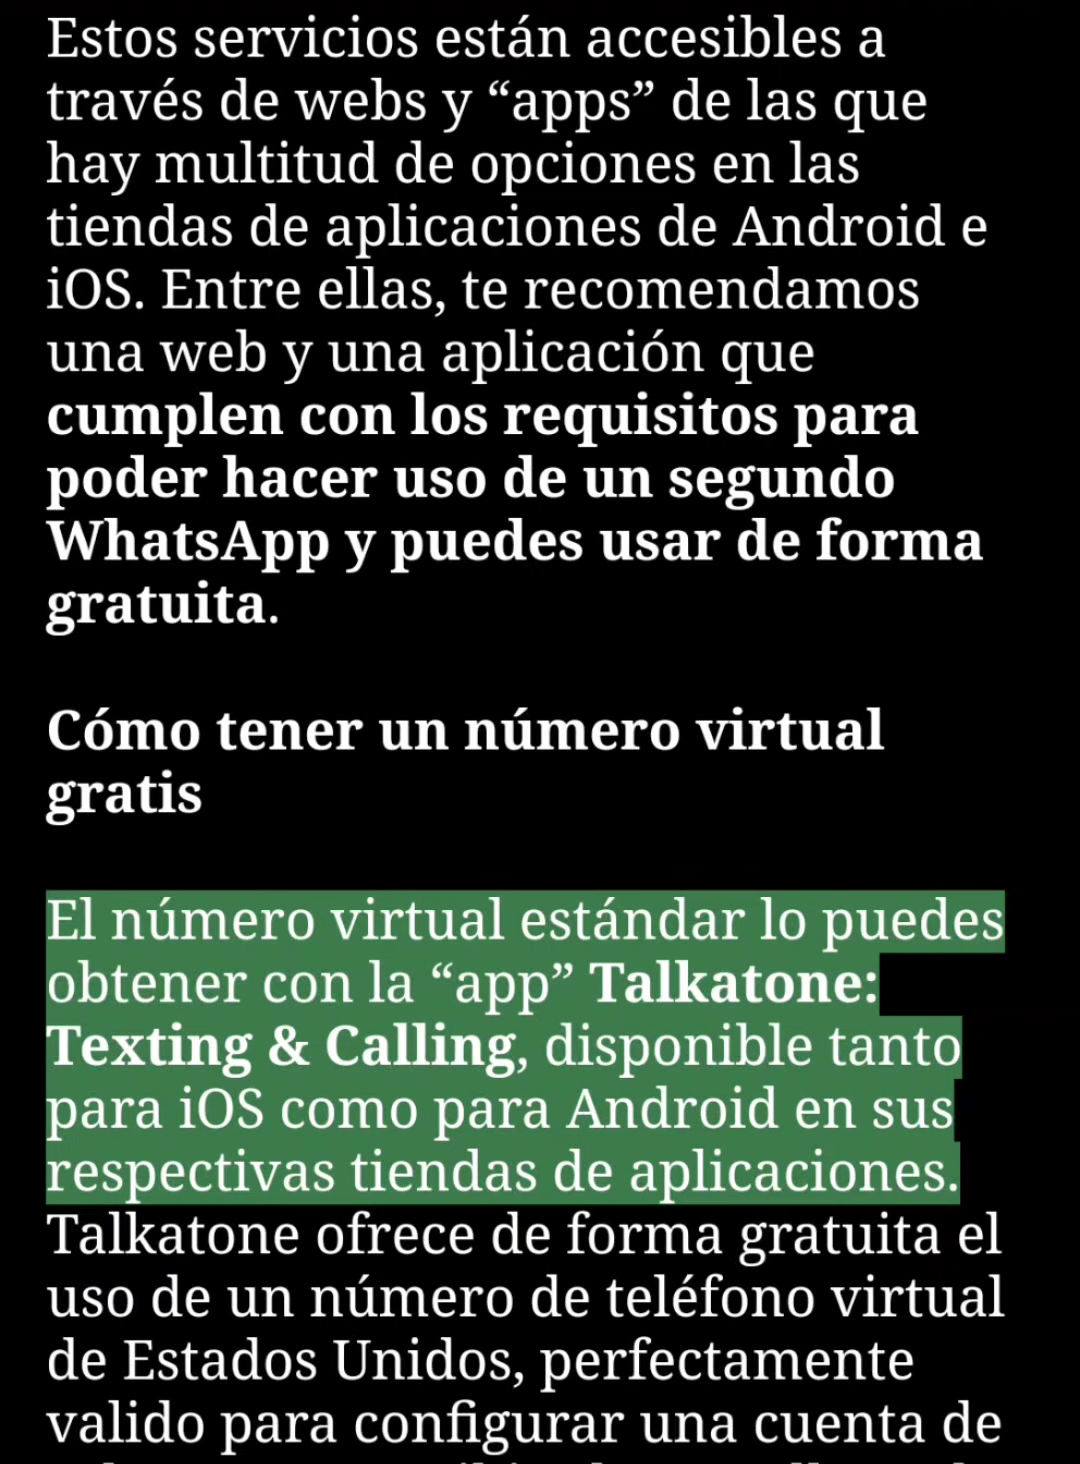 Estos servicios están accesibles a
través de webs y “apps” de las que
hay multitud de opciones en las
tiendas de aplicaciones de Android e
iOS. Entre ellas, te recomendamos
una web y una aplicación que
cumplen con los requisitos para
poder hacer uso de un segundo
WhatsApp y puedes usar de forma
gratuita.
Cómo tener un número virtual
gratis
El número virtual estándar lo puedes
obtener con la “app” Talkatone:
Texting & Calling, disponible tanto
para iOS como para Android en sus
respectivas tiendas de aplicaciones.
Talkatone ofrece de forma gratuita el
uso de un número de teléfono virtual
de Estados Unidos, perfectamente
valido para configurar una cuenta de